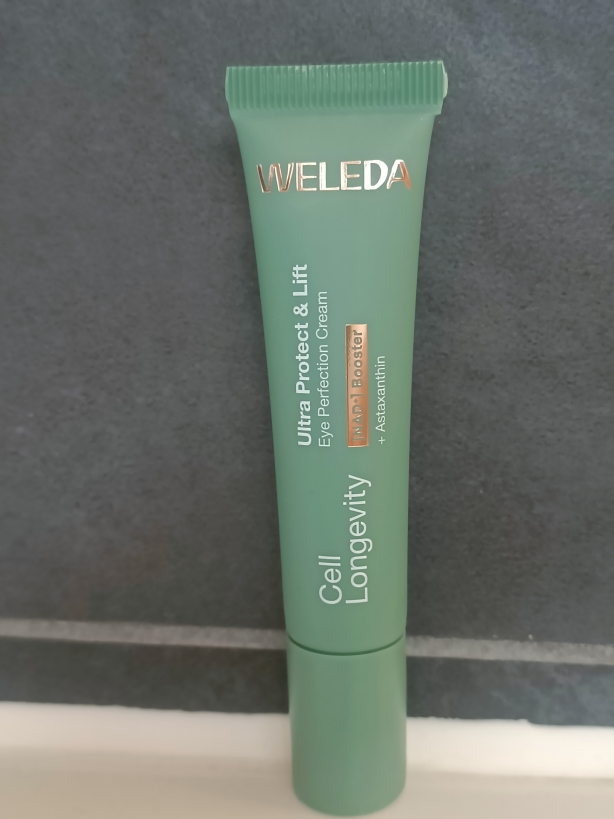 WELEDA
Cell
Longevity
Ultra Protect & Lift
Eye Perfection Cream
[NAD+] Booster
+ Astaxanthin